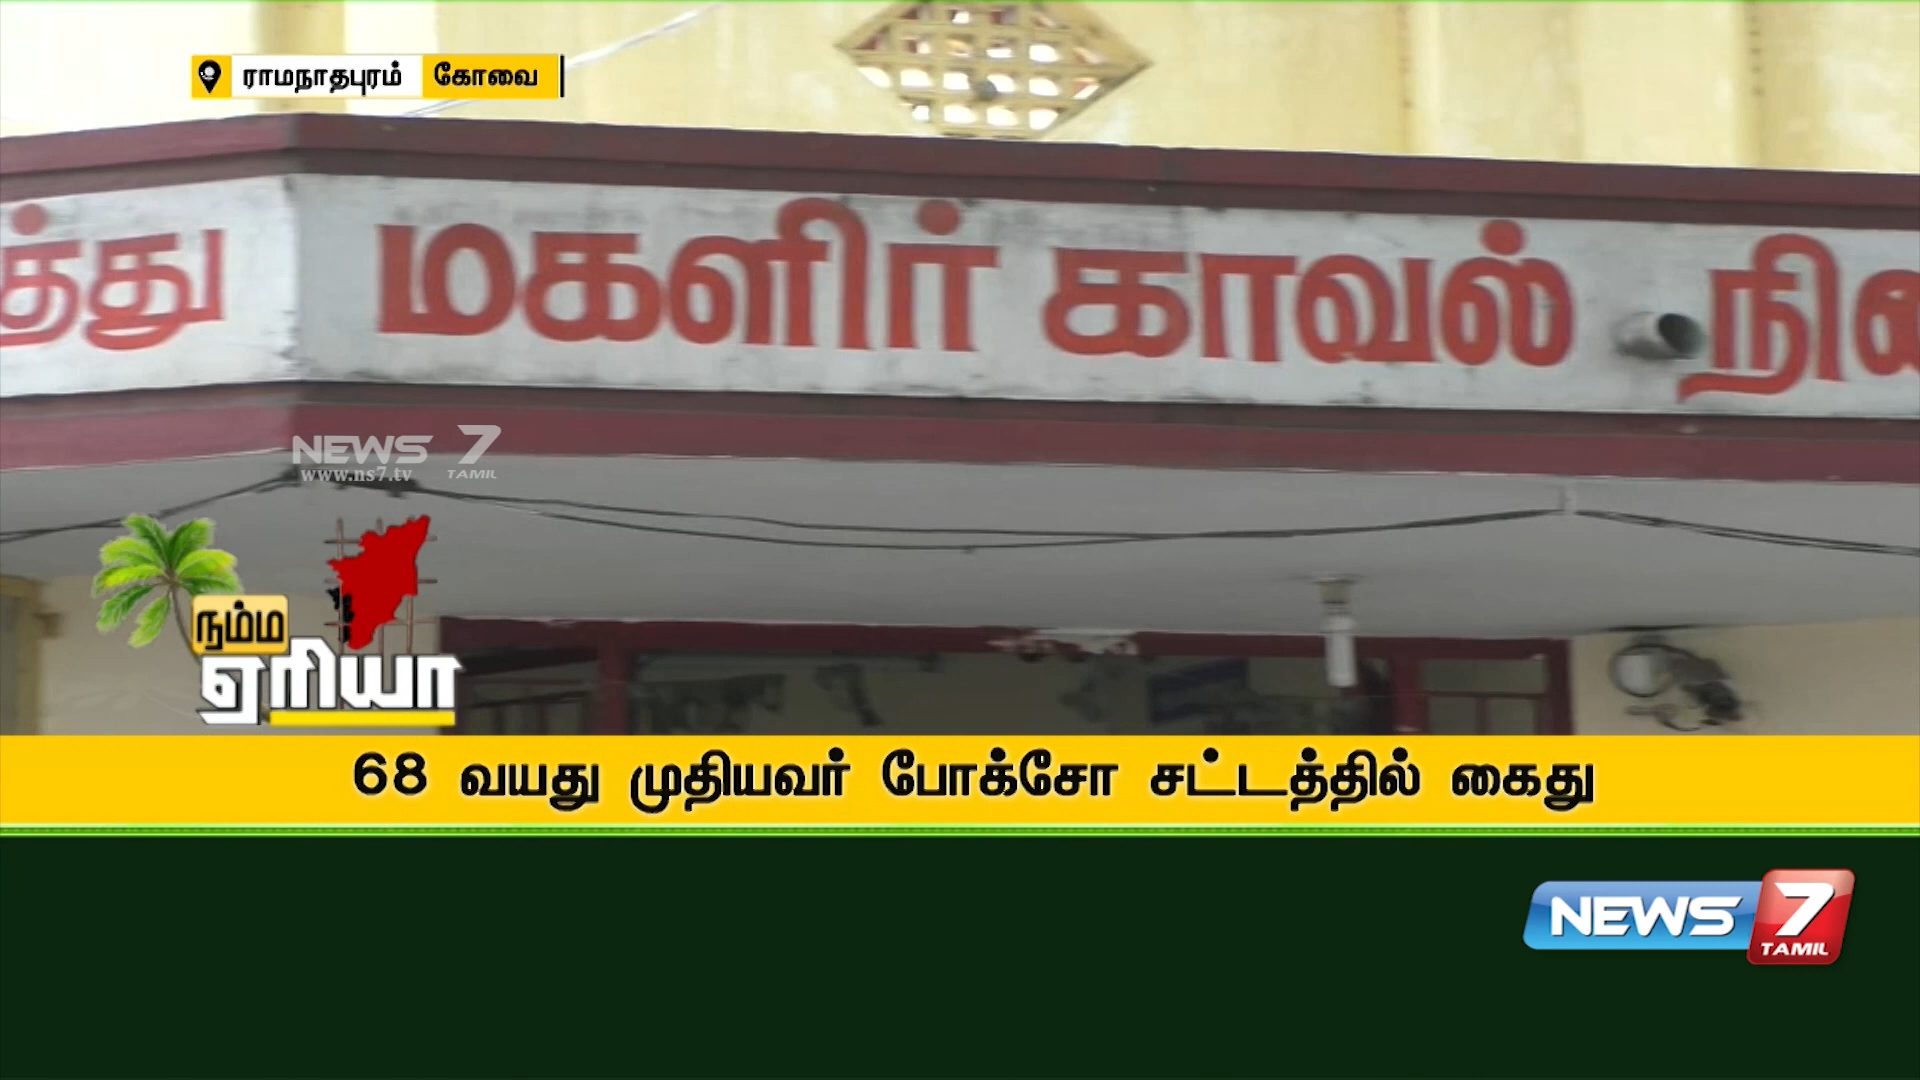 ராமநாதபுரம் கோவை
மகளிர் காவல்
NEWS 7
www.ns7.tv TAMIL
நம்ம
ஏரியா
68 வயது முதியவர் போக்சோ சட்டத்தில் கைது
NEWS 7
TAMIL